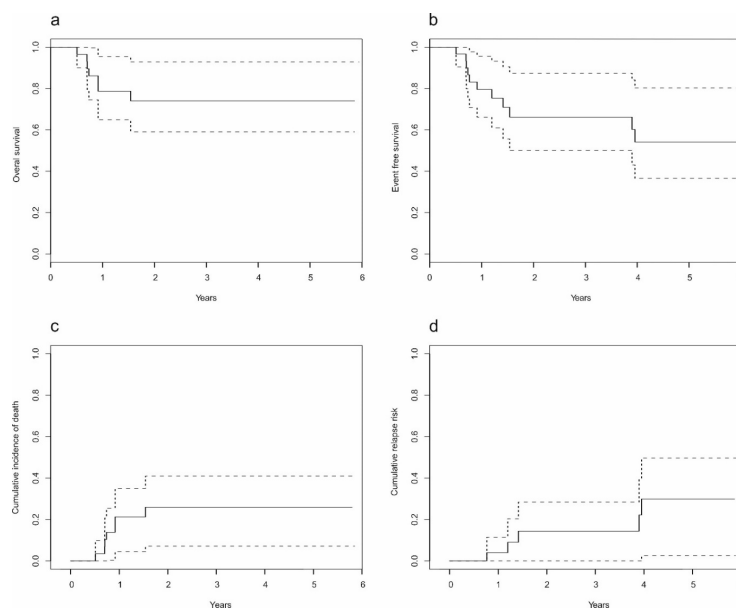 a
1.0
0.8
0.6
0.4
0.2
0.0
Overal survival
0 1 2 3 4 5 6
Years
b
1.0
0.8
0.6
0.4
0.2
0.0
Event free survival
0 1 2 3 4 5
Years
c
1.0
0.8
0.6
0.4
0.2
0.0
Cumulative incidence of death
0 1 2 3 4 5 6
Years
d
1.0
0.8
0.6
0.4
0.2
0.0
Cumulative relapse risk
0 1 2 3 4 5
Years